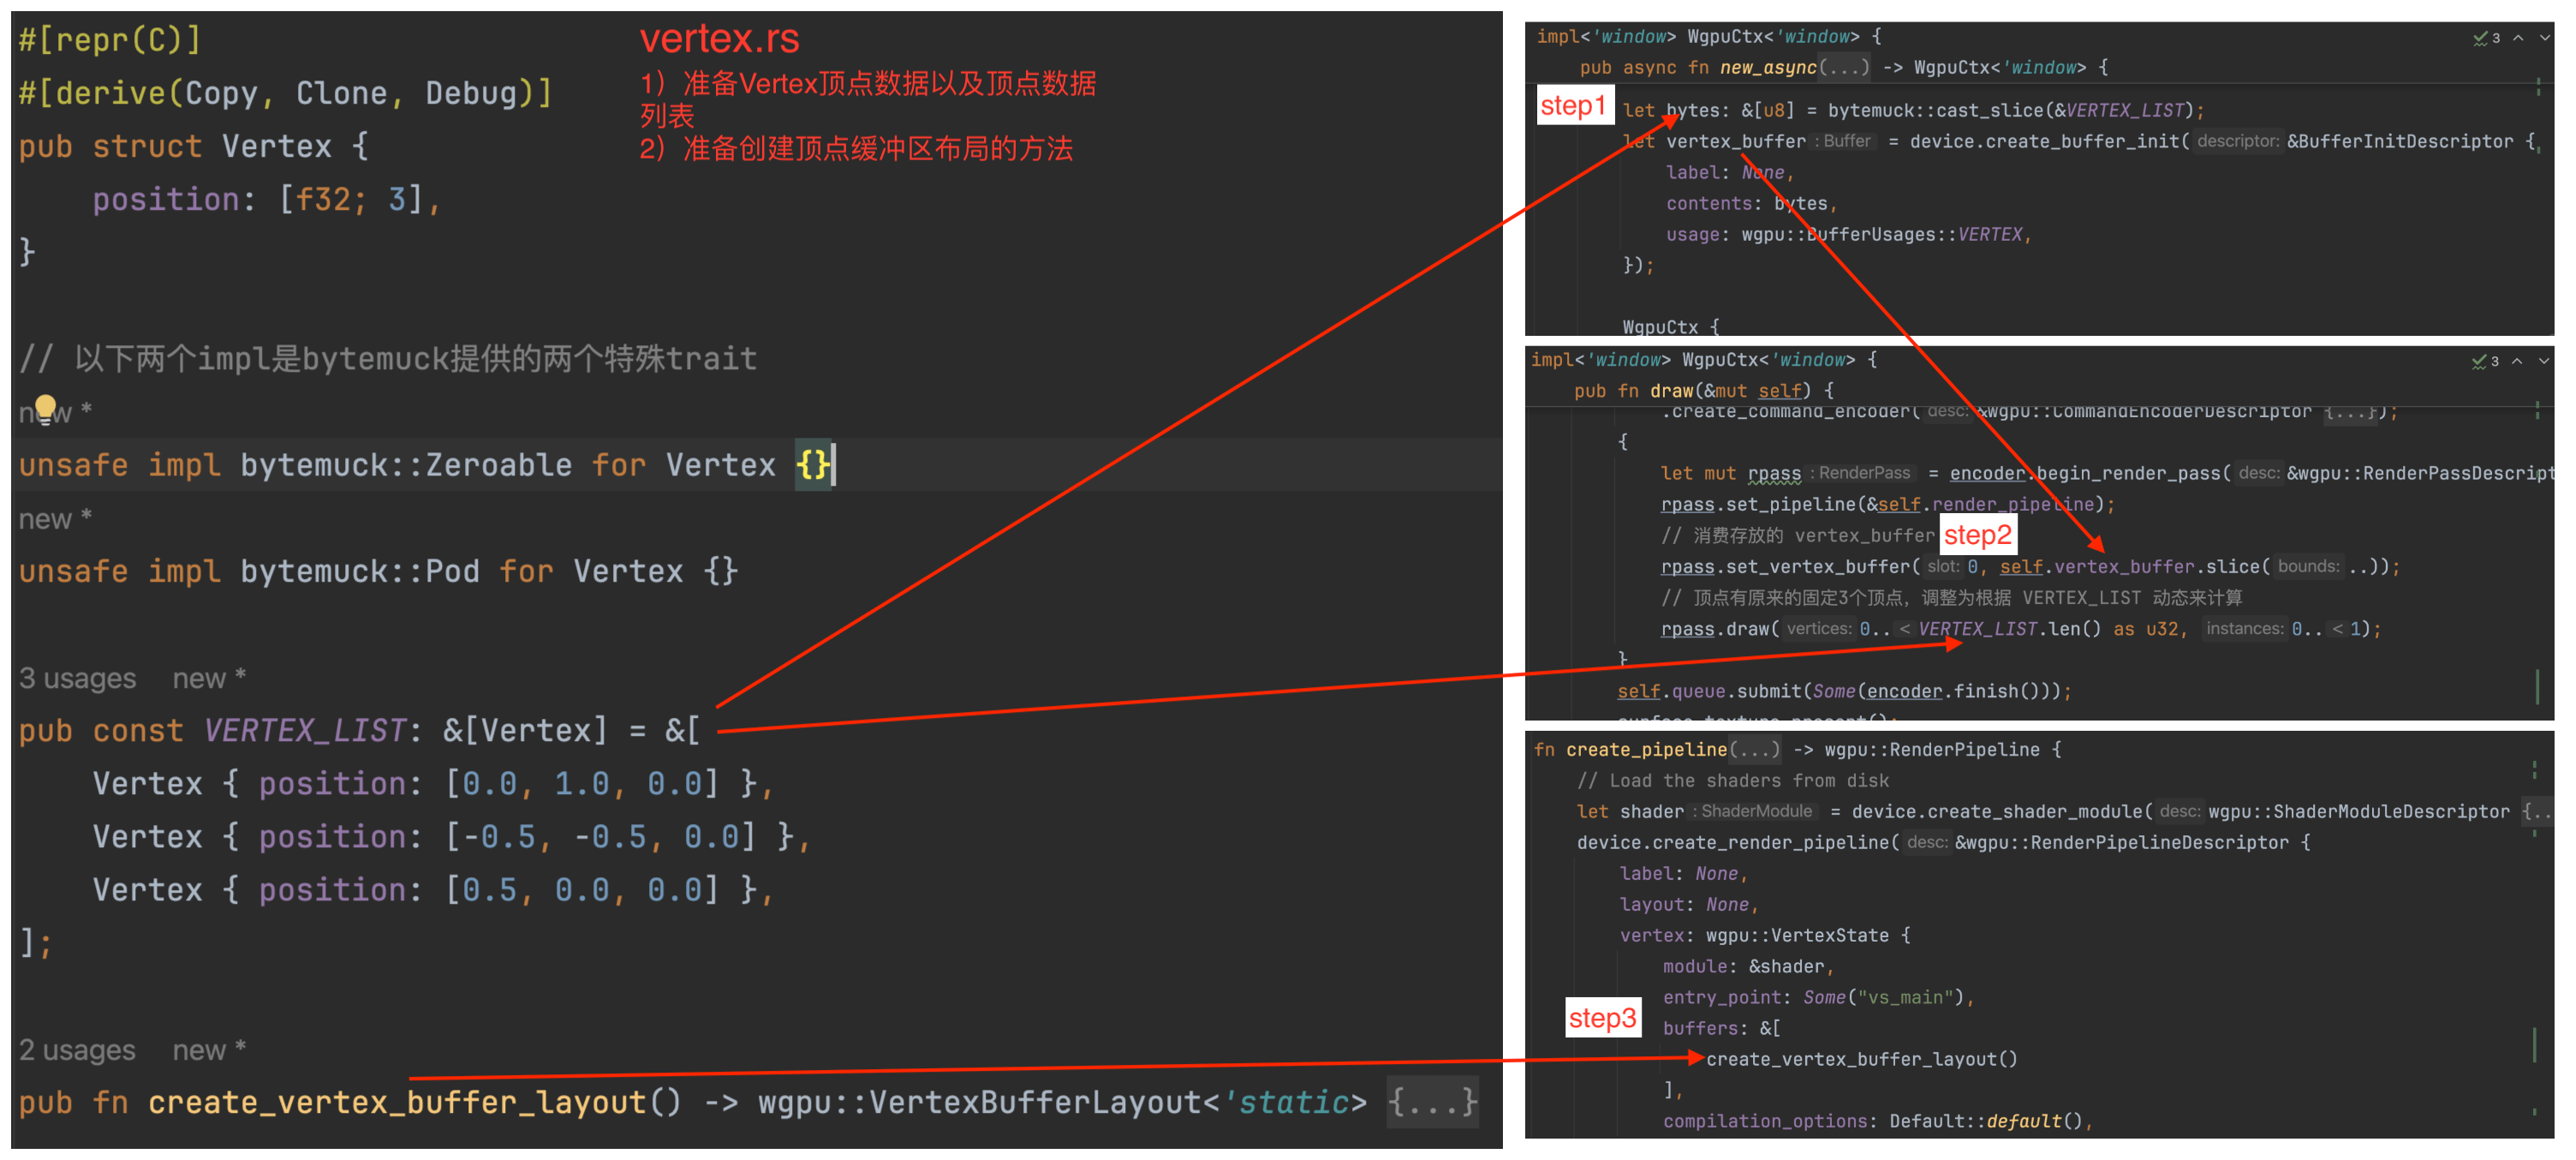 #[repr(C)]
#[derive(Copy, Clone, Debug)]
pub struct Vertex {
    position: [f32; 3],
}
vertex.rs
1）准备Vertex顶点数据以及顶点数据
列表
2）准备创建顶点缓冲区布局的方法
// 以下两个impl是bytemuck提供的两个特殊trait
new *
unsafe impl bytemuck::Zeroable for Vertex {}
new *
unsafe impl bytemuck::Pod for Vertex {}
3 usages new *
pub const VERTEX_LIST: &[Vertex] = &[
    Vertex { position: [0.0, 1.0, 0.0] },
    Vertex { position: [-0.5, -0.5, 0.0] },
    Vertex { position: [0.5, 0.0, 0.0] },
];
2 usages new *
pub fn create_vertex_buffer_layout() -> wgpu::VertexBufferLayout<'static> {...}
impl<'window> WgpuCtx<'window> {
3
pub async fn new_async(...) -> WgpuCtx<'window> {
step1
let bytes: &[u8] = bytemuck::cast_slice(&VERTEX_LIST);
let vertex_buffer : Buffer = device.create_buffer_init( descriptor: &BufferInitDescriptor {
label: None,
contents: bytes,
usage: wgpu::BufferUsages::VERTEX,
});
WgpuCtx {
impl<'window> WgpuCtx<'window> {
3
pub fn draw(&mut self) {
.create_command_encoder( desc: &wgpu::CommandEncoderDescriptor {...});
{
let mut rpass : RenderPass = encoder.begin_render_pass( desc: &wgpu::RenderPassDescript
rpass.set_pipeline(&self.render_pipeline);
// 消费存放的 vertex_buffer
step2
rpass.set_vertex_buffer( slot: 0, self.vertex_buffer.slice( bounds: ..));
// 顶点有原来的固定3个顶点，调整为根据 VERTEX_LIST 动态来计算
rpass.draw( vertices: 0.. < VERTEX_LIST.len() as u32, instances: 0.. < 1);
}
self.queue.submit(Some(encoder.finish()));
surface_texture.present();
fn create_pipeline(...) -> wgpu::RenderPipeline {
// Load the shaders from disk
let shader : ShaderModule = device.create_shader_module( desc: wgpu::ShaderModuleDescriptor {..
device.create_render_pipeline( desc: &wgpu::RenderPipelineDescriptor {
label: None,
layout: None,
vertex: wgpu::VertexState {
module: &shader,
entry_point: Some("vs_main"),
step3
buffers: &[
create_vertex_buffer_layout()
],
compilation_options: Default::default(),